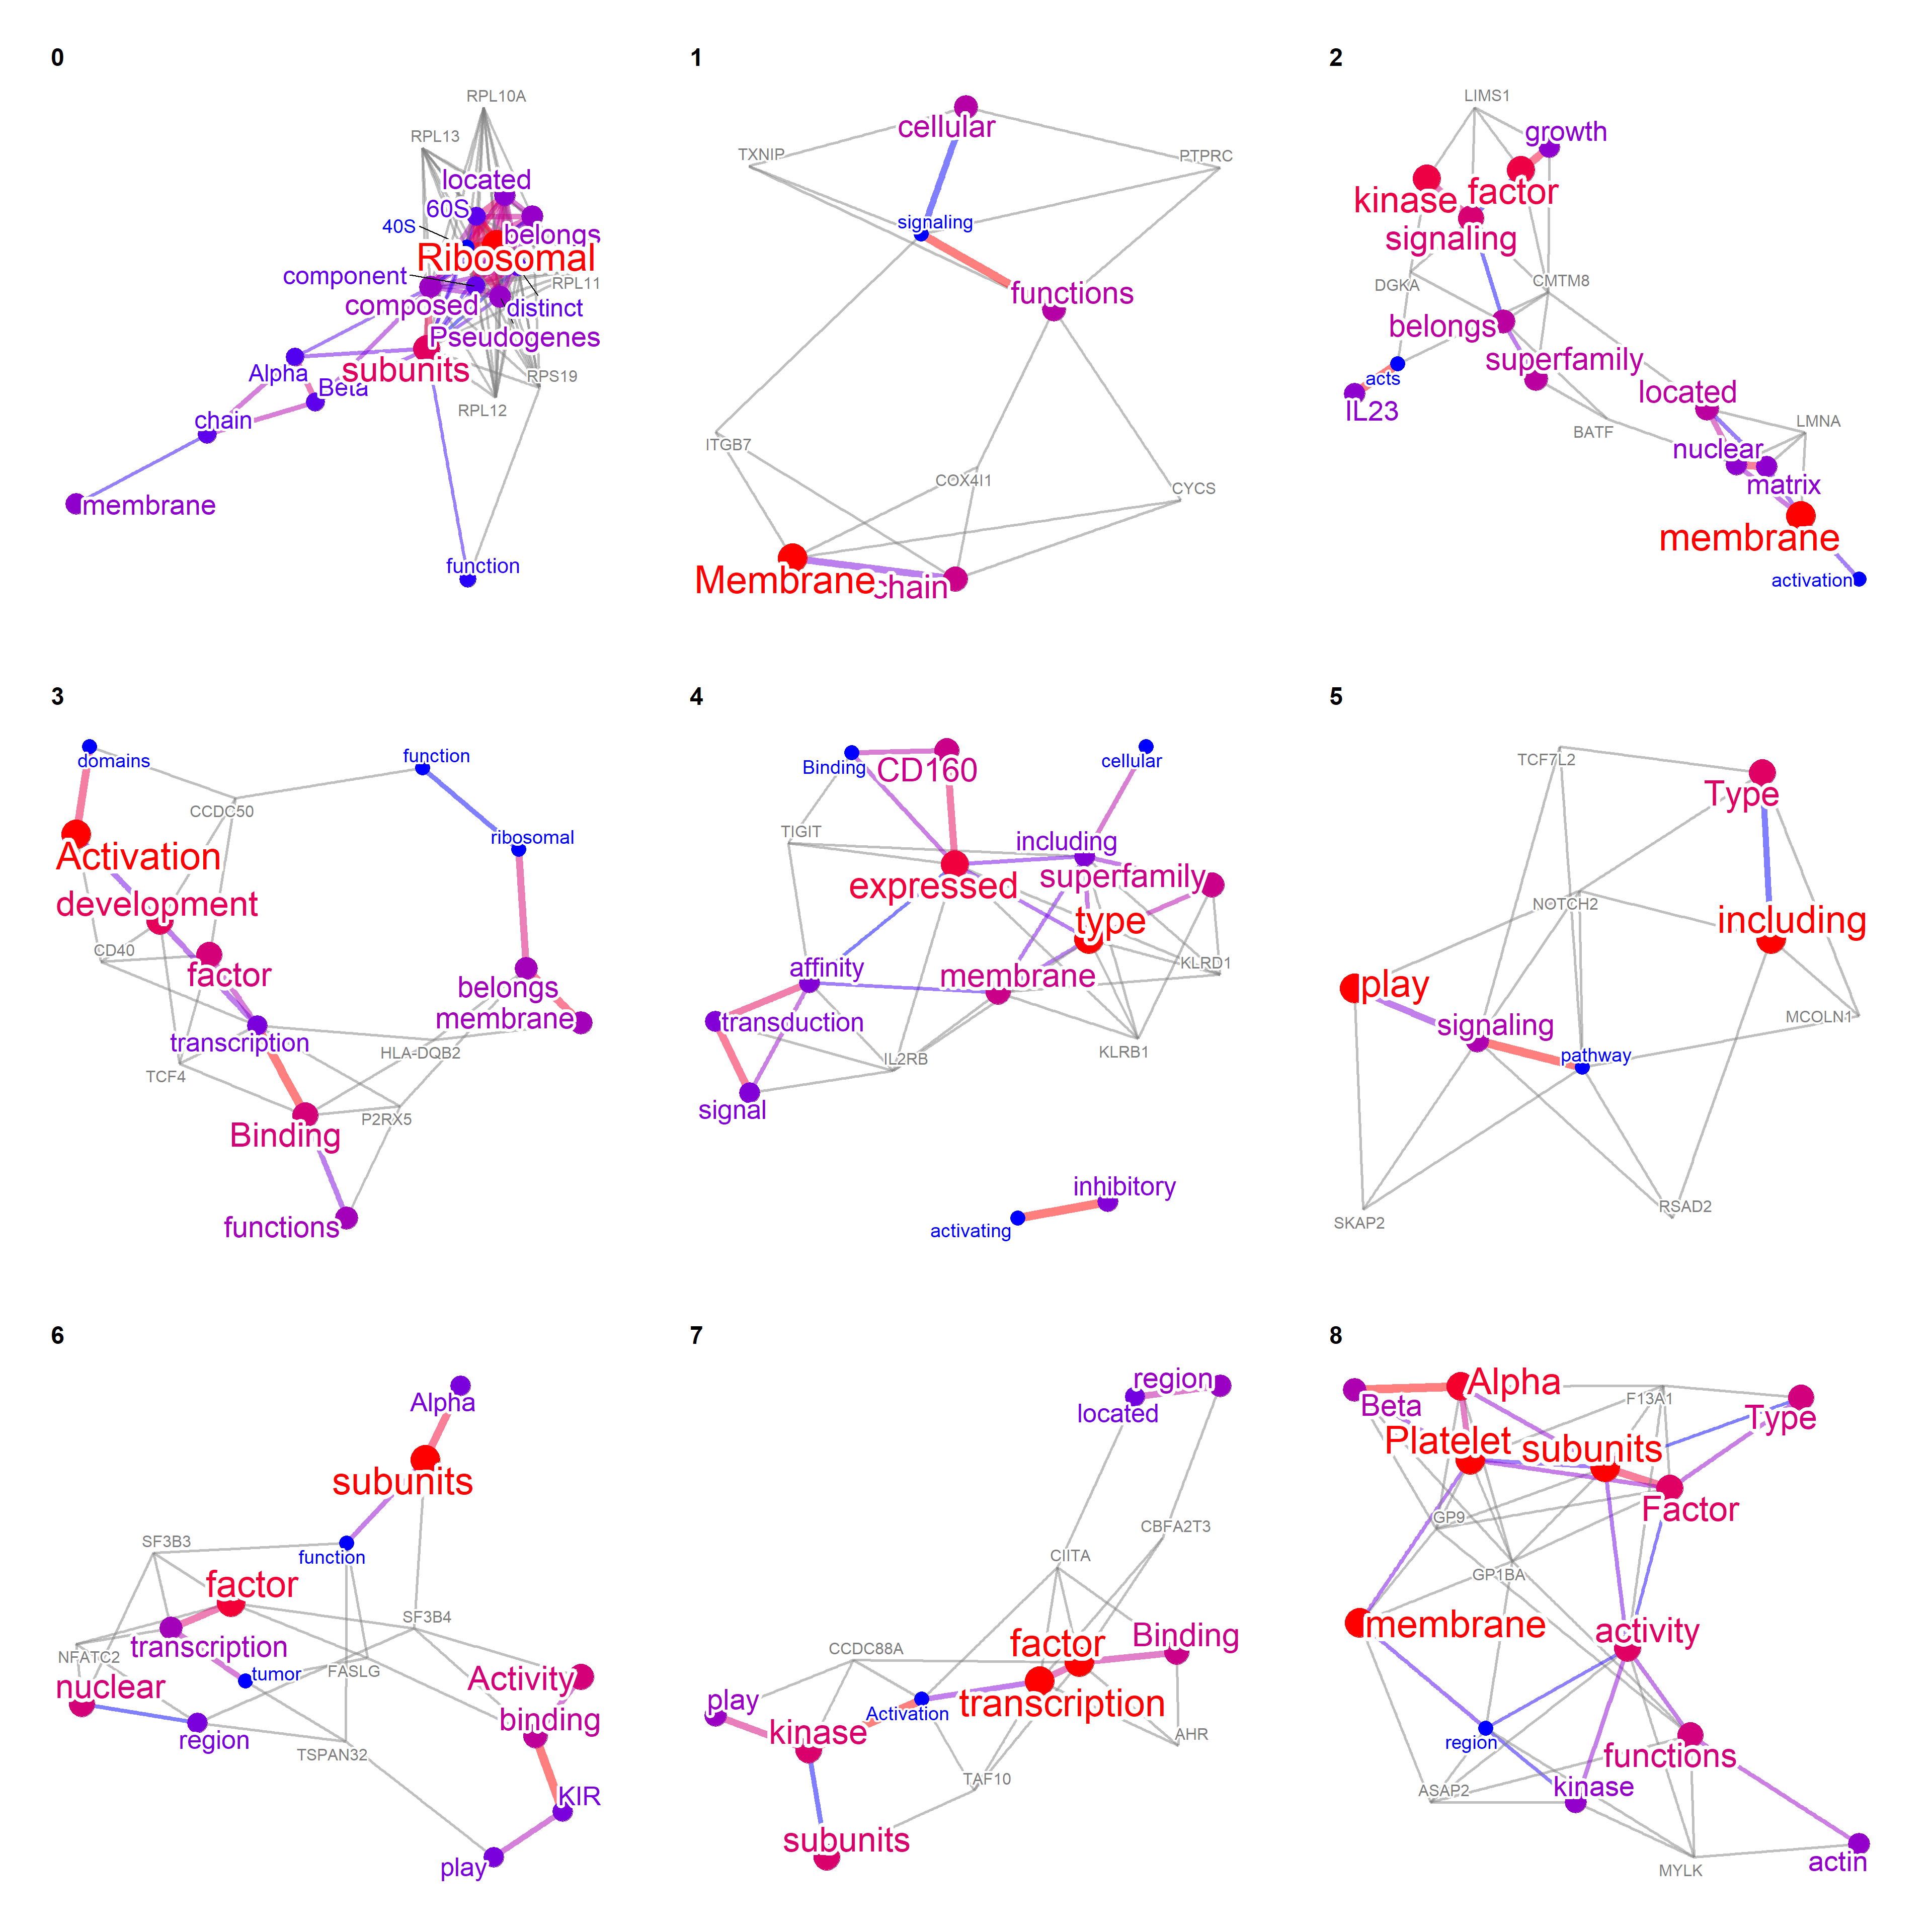 0
RPL10A
RPL13
located
60S
40S
belongs
Ribosomal
component
RPL11
composed
distinct
Pseudogenes
subunits
Alpha
RPS19
Beta
RPL12
chain
membrane
function
1
cellular
TXNIP
PTPRC
signaling
functions
ITGB7
COX4I1
CYCS
Membrane
chain
2
LIMS1
growth
kinase
factor
signaling
DGKA
CMTM8
belongs
superfamily
acts
IL23
located
BATF
LMNA
nuclear
matrix
membrane
activation
3
domains
function
CCDC50
ribosomal
Activation
development
CD40
factor
belongs
membrane
transcription
HLA-DQB2
TCF4
P2RX5
Binding
functions
4
Binding
CD160
cellular
TIGIT
including
expressed
superfamily
type
KLRD1
affinity
membrane
transduction
IL2RB
KLRB1
signal
inhibitory
activating
5
TCF7L2
Type
NOTCH2
including
play
signaling
MCOLN1
pathway
SKAP2
RSAD2
6
Alpha
subunits
SF3B3
function
factor
SF3B4
transcription
NFATC2
tumor
FASLG
nuclear
Activity
region
binding
TSPAN32
KIR
play
7
region
located
CBFA2T3
CIITA
CCDC88A
factor
Binding
play
transcription
Activation
kinase
AHR
TAF10
subunits
8
Alpha
Beta
F13A1
Type
Platelet
subunits
Factor
GP9
GP1BA
membrane
activity
region
functions
kinase
ASAP2
actin
MYLK